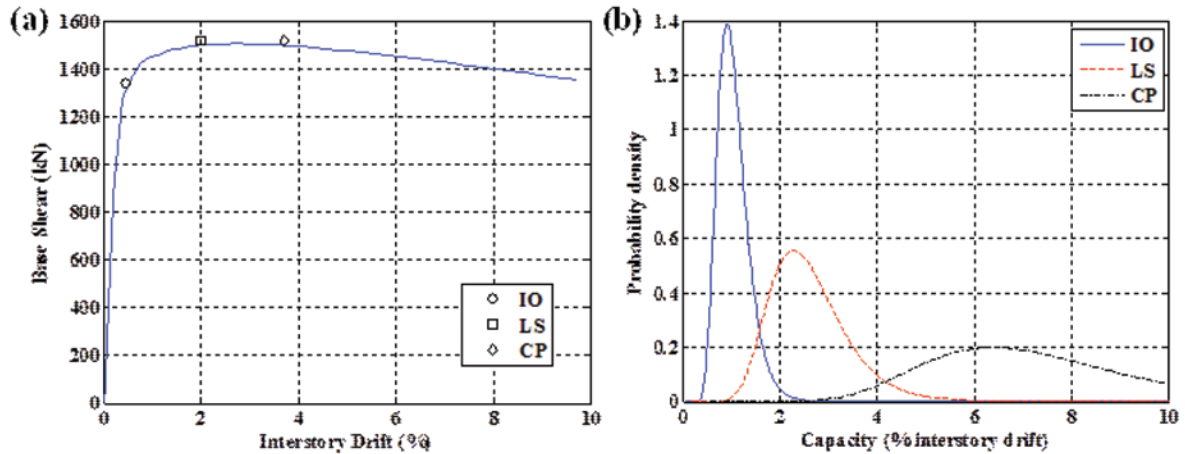 (a)
1600
1400
1200
1000
800
600
400
200
0
Base Shear (kN)
IO
LS
CP
0 2 4 6 8 10
Interstory Drift (%)
(b)
1.4
1.2
1
0.8
0.6
0.4
0.2
0
Probability density
IO
LS
CP
0 2 4 6 8 10
Capacity (% interstory drift)